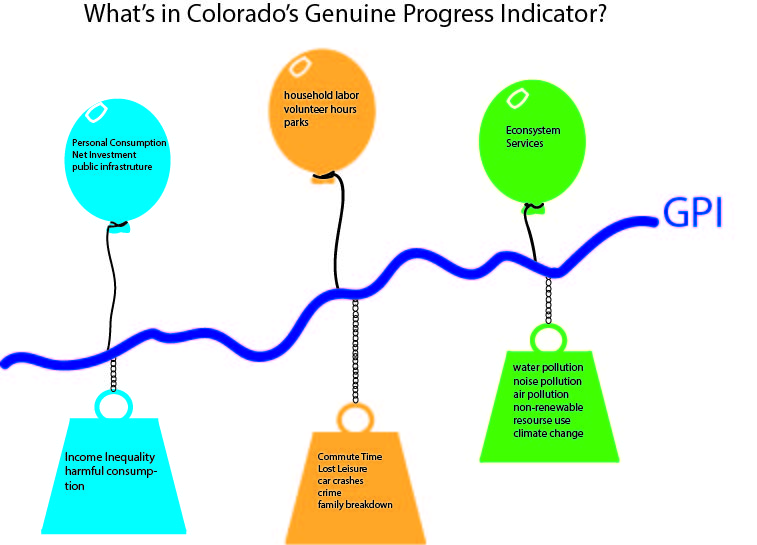 What's in Colorado's Genuine Progress Indicator?
household labor
volunteer hours
parks
Personal Consumption
Net Investment
public infrastruture
Econsystem
Services
GPI
Income Inequality
harmful consump-
tion
Commute Time
Lost Leisure
car crashes
crime
family breakdown
water pollution
noise pollution
air pollution
non-renewable
resourse use
climate change